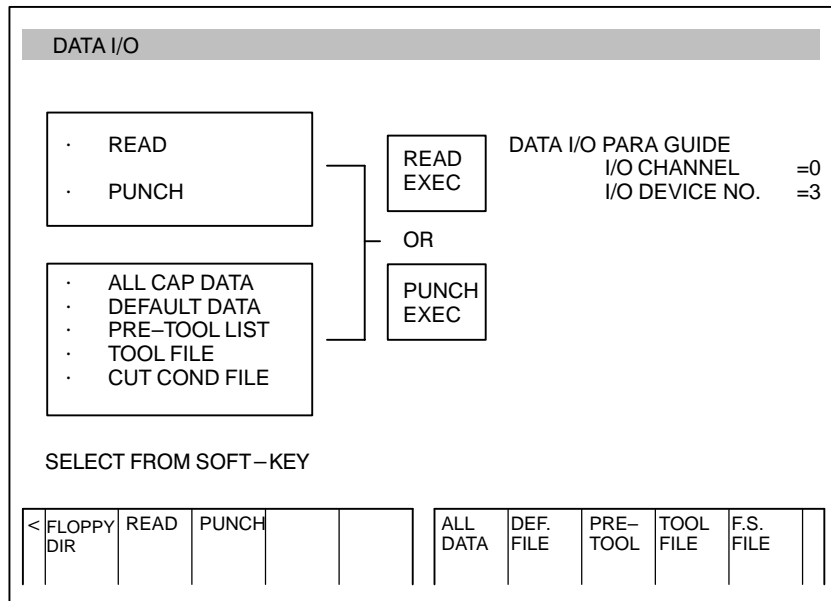 DATA I/O
· READ
· PUNCH
READ
EXEC
DATA I/O PARA GUIDE
I/O CHANNEL =0
I/O DEVICE NO. =3
OR
· ALL CAP DATA
· DEFAULT DATA
· PRE–TOOL LIST
· TOOL FILE
· CUT COND FILE
PUNCH
EXEC
SELECT FROM SOFT–KEY
<
FLOPPY
DIR
READ
PUNCH
ALL
DATA
DEF.
FILE
PRE–
TOOL
TOOL
FILE
F.S.
FILE